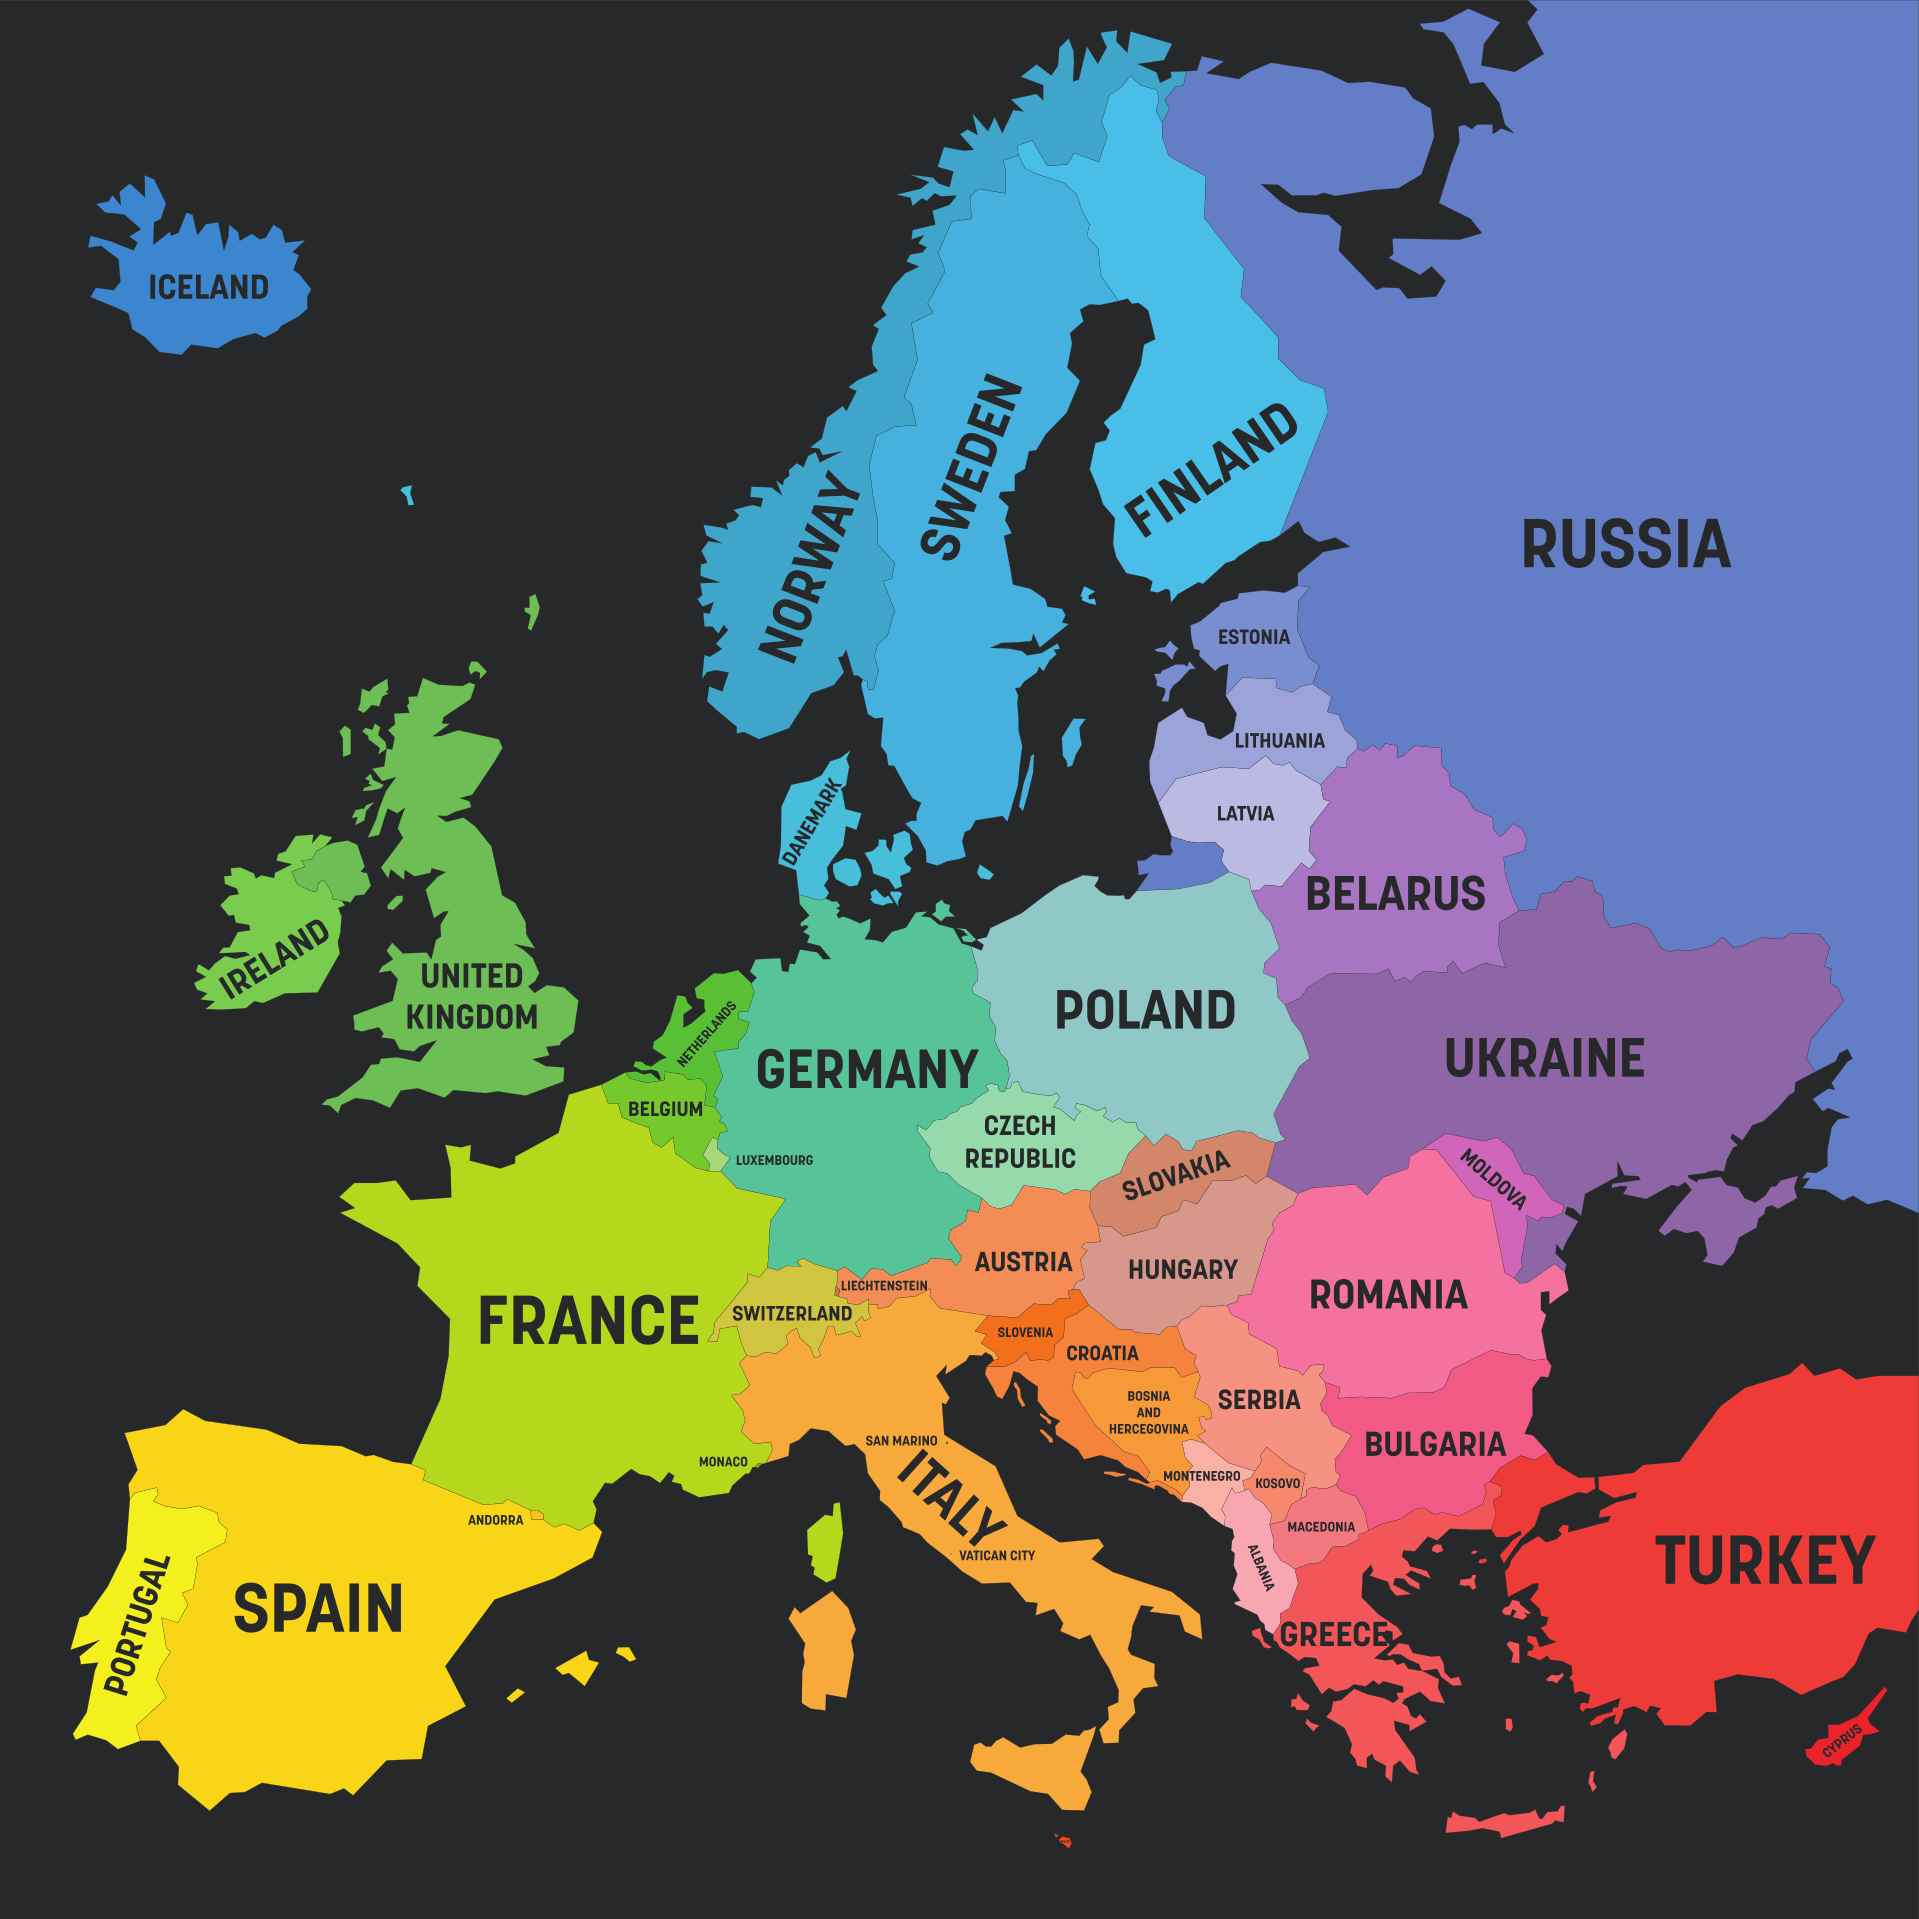 ICELAND
RUSSIA
SWEDEN
FINLAND
NORWAY
ESTONIA
LITHUANIA
LATVIA
DANEMARK
BELARUS
IRELAND
UNITED
KINGDOM
POLAND
NETHERLANDS
GERMANY
UKRAINE
BELGIUM
CZECH
REPUBLIC
LUXEMBOURG
SLOVAKIA
MOLDOVA
AUSTRIA
HUNGARY
LIECHTENSTEIN
ROMANIA
FRANCE
SWITZERLAND
SLOVENIA
CROATIA
BOSNIA
AND
HERCEGOVINA
SERBIA
SAN MARINO
BULGARIA
MONACO
MONTENEGRO
KOSOVO
ITALY
ANDORRA
MACEDONIA
VATICAN CITY
ALBANIA
TURKEY
PORTUGAL
SPAIN
GREECE
CYPRUS